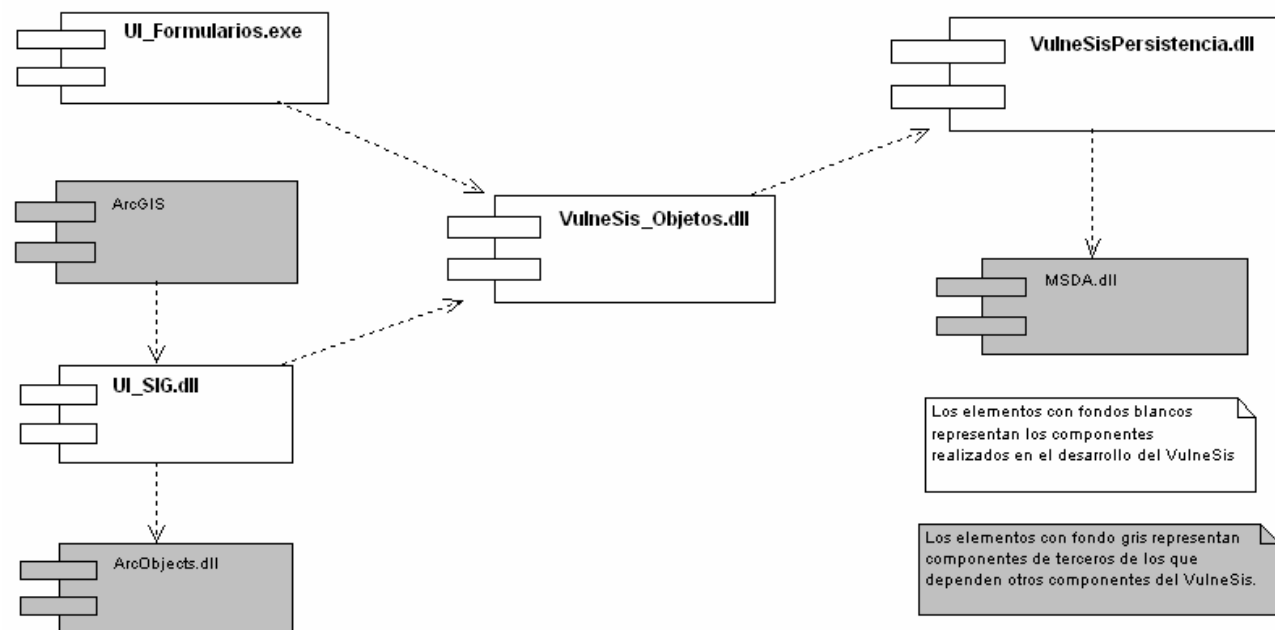 UI_Formularios.exe
VulneSisPersistencia.dll
ArcGIS
VulneSis_Objetos.dll
MSDA.dll
UI_SIG.dll
Los elementos con fondos blancos
representan los componentes
realizados en el desarrollo del VulneSis
ArcObjects.dll
Los elementos con fondo gris representan
componentes de terceros de los que
dependen otros componentes del VulneSis.